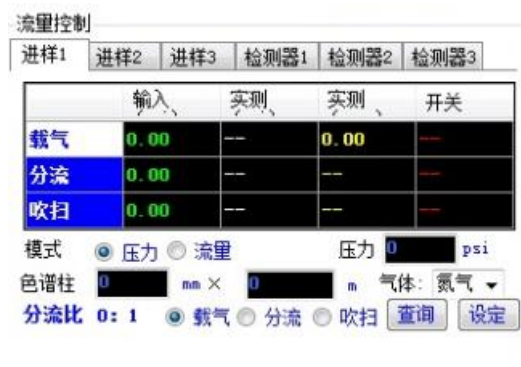 流量控制
进样1 进样2 进样3 检测器1 检测器2 检测器3
输入 实测 实测 开关
载气 0.00 -- 0.00 --
分流 0.00 -- -- --
吹扫 0.00 -- -- --
模式 压力 流量 压力 0 psi
色谱柱 0 mm × 0 m 气体: 氮气
分流比 0: 1 载气 分流 吹扫 查询 设定